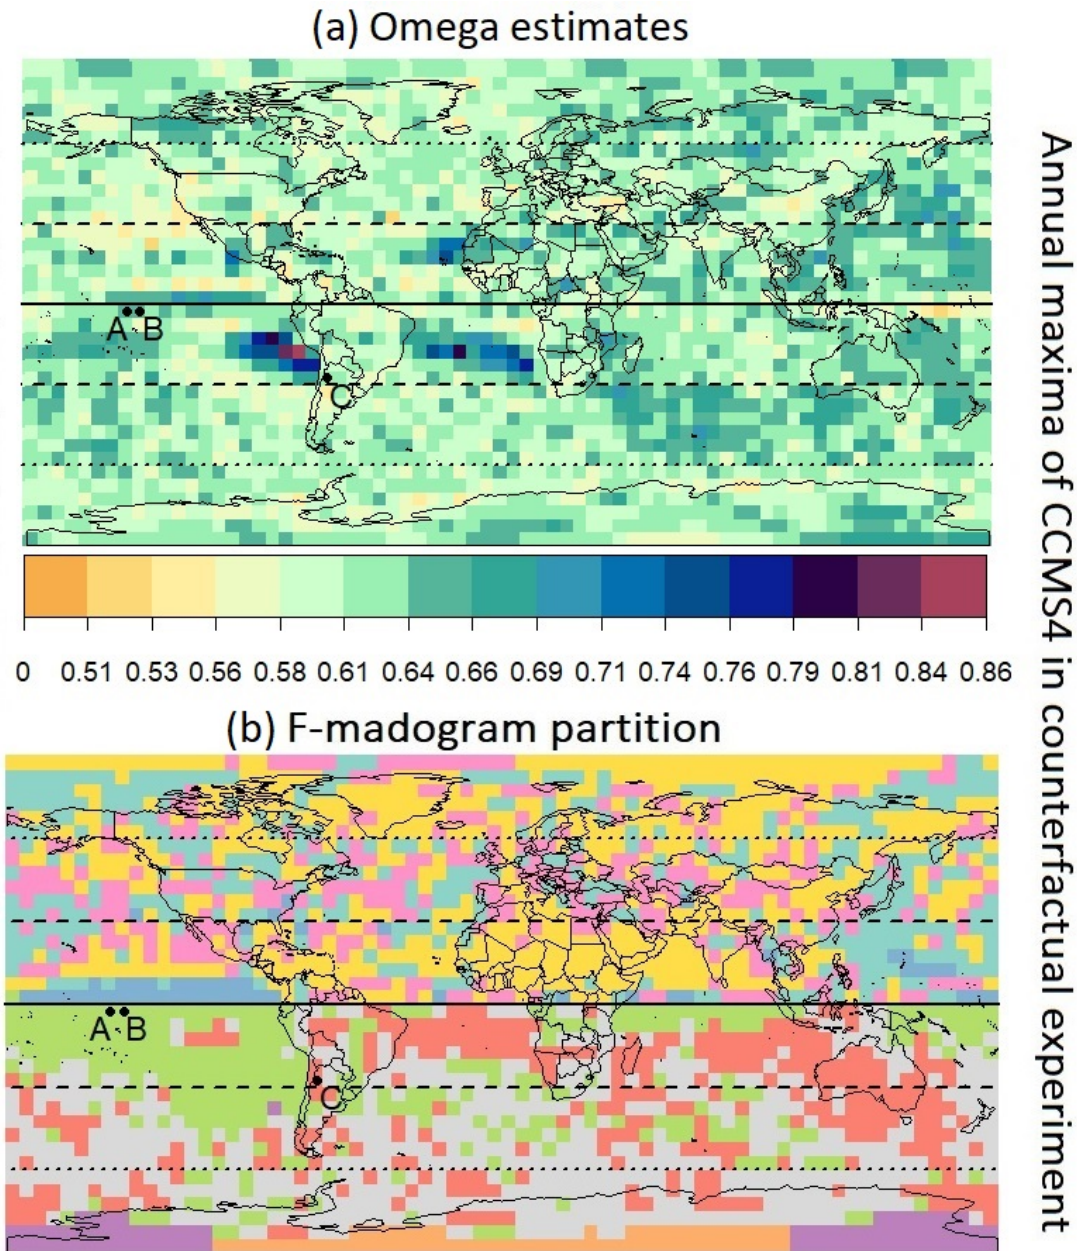 (a) Omega estimates
A B
C
0 0.51 0.53 0.56 0.58 0.61 0.64 0.66 0.69 0.71 0.74 0.76 0.79 0.81 0.84 0.86
(b) F-madogram partition
A B
C
Annual maxima of CCMS4 in counterfactual experiment